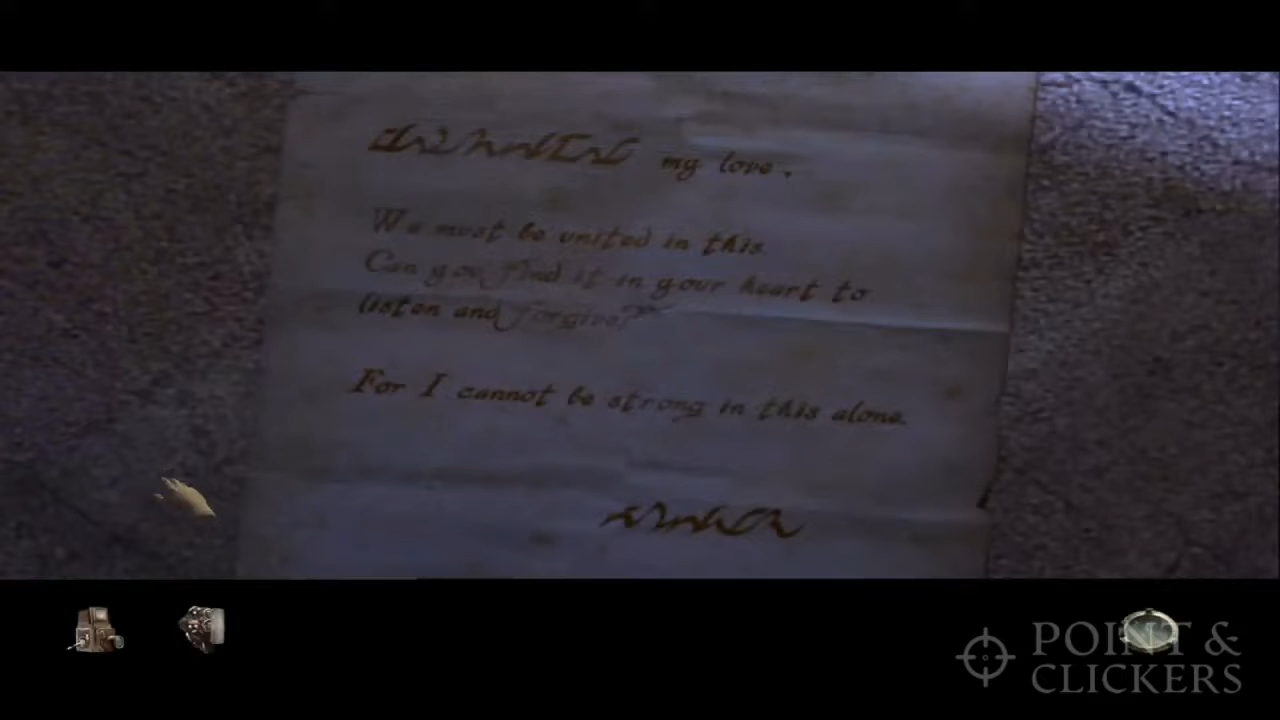 my love,
We must be united in this.
Can you find it in your heart to
listen and forgive?
For I cannot be strong in this alone.
POINT &
CLICKERS